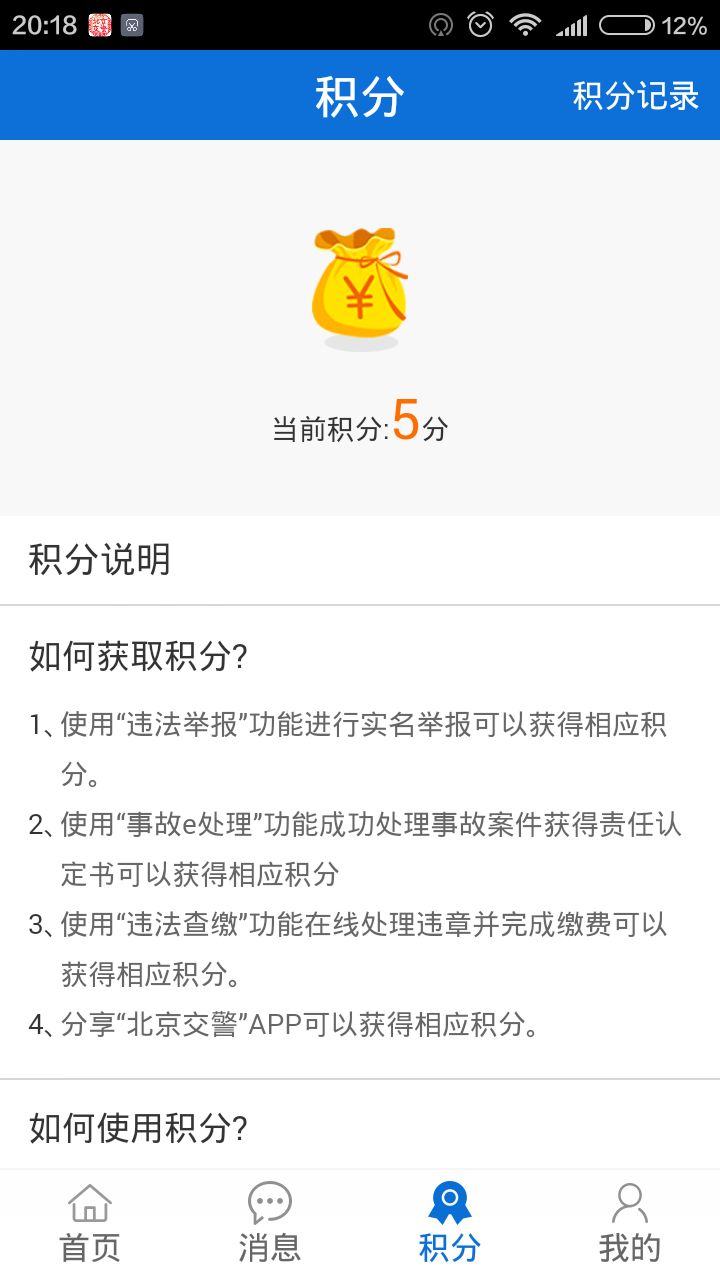 20:18
12%
积分
积分记录
¥
当前积分:5分
积分说明
如何获取积分?
1、使用“违法举报”功能进行实名举报可以获得相应积
分。
2、使用“事故e处理”功能成功处理事故案件获得责任认
定书可以获得相应积分
3、使用“违法查缴”功能在线处理违章并完成缴费可以
获得相应积分。
4、分享“北京交警”APP可以获得相应积分。
如何使用积分?
首页
消息
积分
我的